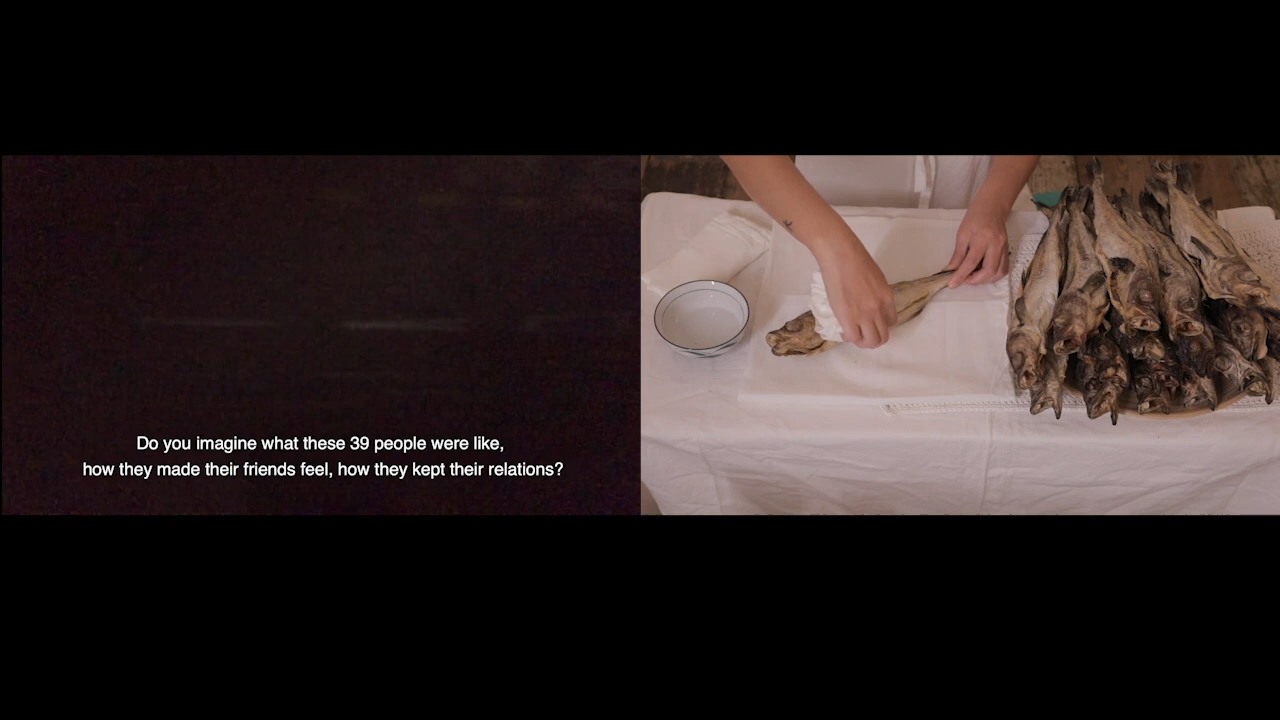 Do you imagine what these 39 people were like,
how they made their friends feel, how they kept their relations?